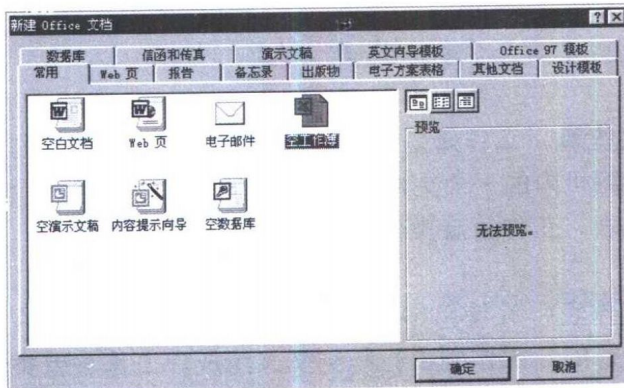 新建 Office 文档
数据库 信函和传真 演示文稿 英文向导模板 Office 97 模板
常用 Web 页 报告 备忘录 出版物 电子方案表格 其他文档 设计模板
空白文档 Web 页 电子邮件 空工作簿
预览
空演示文稿 内容提示向导 空数据库
无法预览。
确定 取消